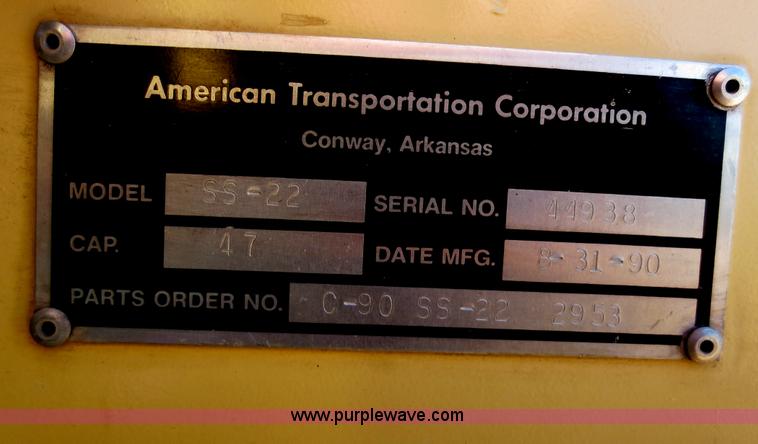 American Transportation Corporation
Conway, Arkansas
MODEL SS-22 SERIAL NO. 44938
CAP. 47 DATE MFG. 8-31-90
PARTS ORDER NO. C-90 SS-22 2953
www.purplewave.com